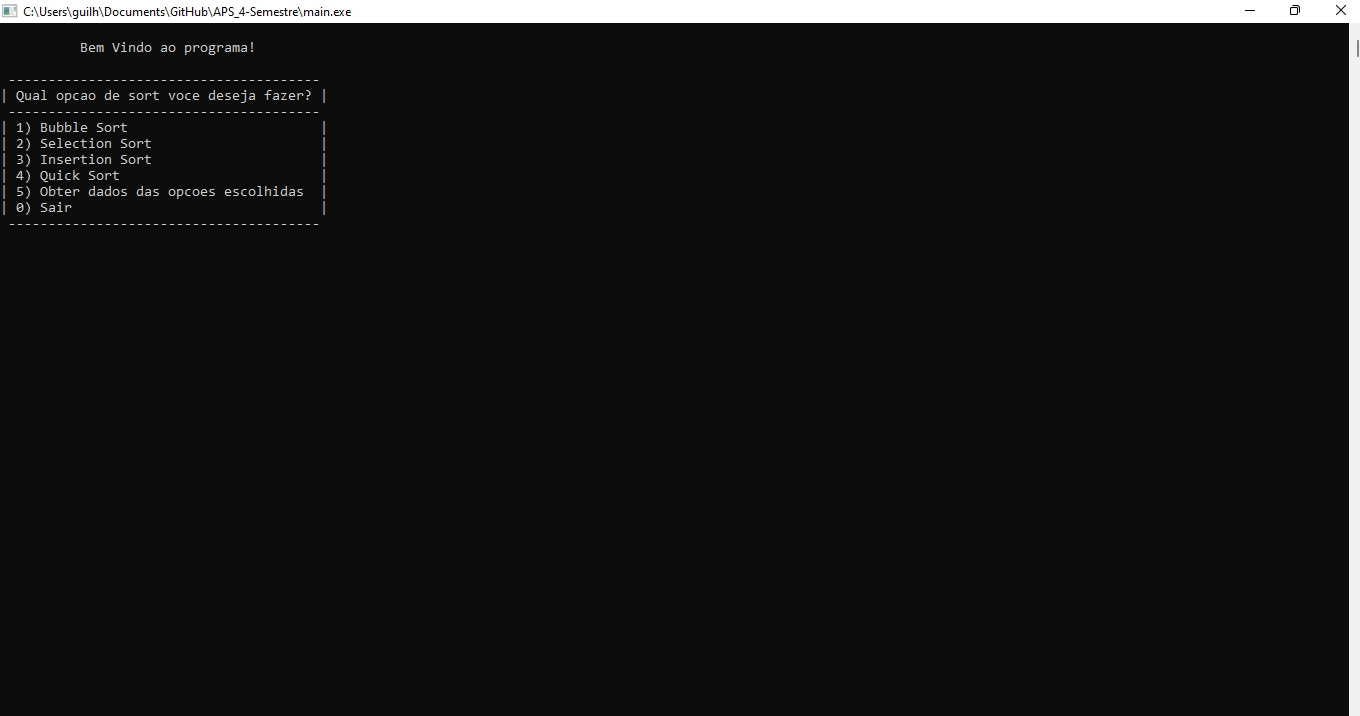 C:\Users\guilh\Documents\GitHub\APS_4-Semestre\main.exe
Bem Vindo ao programa!
---------------------------------------
| Qual opcao de sort voce deseja fazer? |
---------------------------------------
| 1) Bubble Sort |
| 2) Selection Sort |
| 3) Insertion Sort |
| 4) Quick Sort |
| 5) Obter dados das opcoes escolhidas |
| 0) Sair |
---------------------------------------